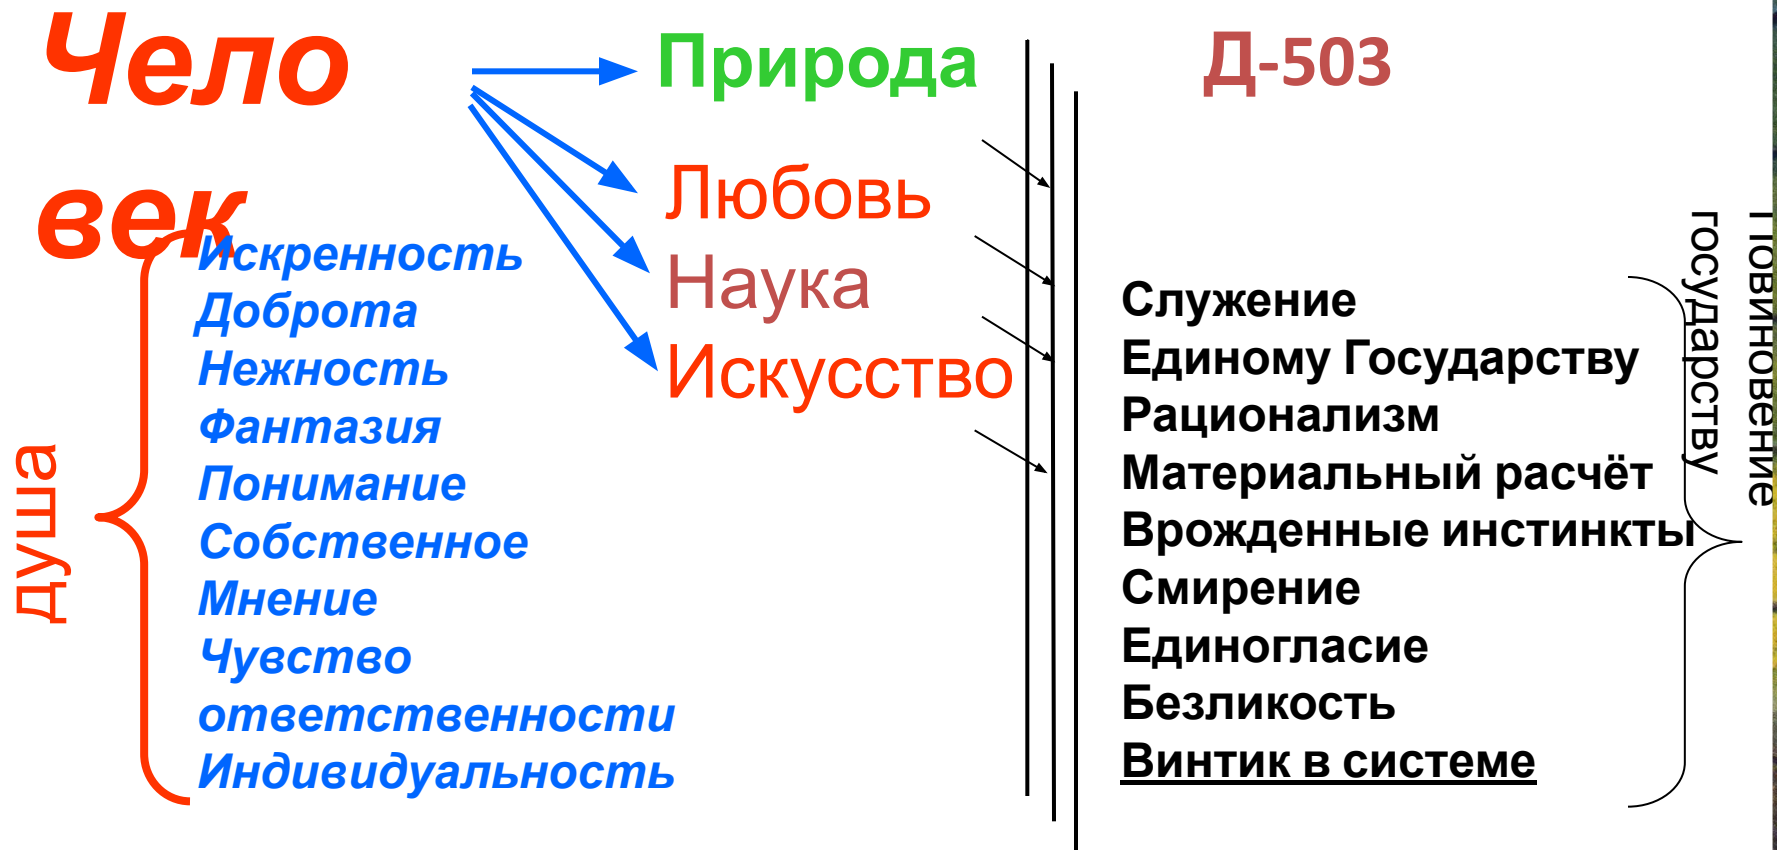 Чело
век
душа
Искренность
Доброта
Нежность
Фантазия
Понимание
Собственное
Мнение
Чувство
ответственности
Индивидуальность
Природа
Любовь
Наука
Искусство
Д-503
Служение
Единому Государству
Рационализм
Материальный расчёт
Врожденные инстинкты
Смирение
Единогласие
Безликость
Винтик в системе
Повиновение
государству